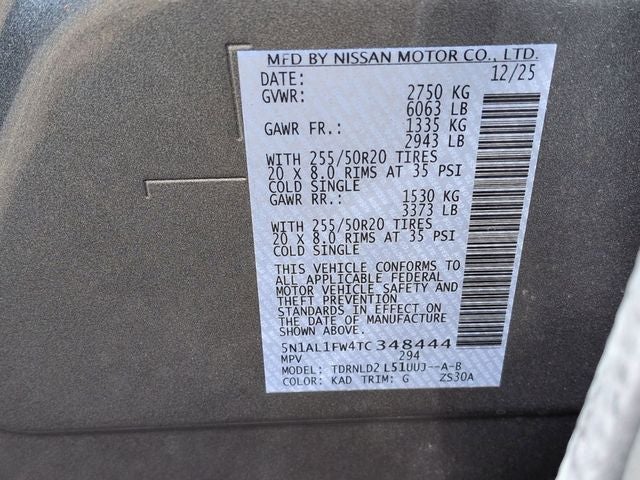 MFD BY NISSAN MOTOR CO., LTD.
DATE: 12/25
GVWR: 2750 KG
6063 LB
GAWR FR.: 1335 KG
2943 LB
WITH 255/50R20 TIRES
20 X 8.0 RIMS AT 35 PSI
COLD SINGLE
GAWR RR.: 1530 KG
3373 LB
WITH 255/50R20 TIRES
20 X 8.0 RIMS AT 35 PSI
COLD SINGLE
THIS VEHICLE CONFORMS TO
ALL APPLICABLE FEDERAL
MOTOR VEHICLE SAFETY AND
THEFT PREVENTION
STANDARDS IN EFFECT ON
THE DATE OF MANUFACTURE
SHOWN ABOVE.
5N1AL1FW4TC348444
MPV 294
MODEL: TDRNLD2 L51UUJ--A-B
COLOR: KAD TRIM: G ZS30A